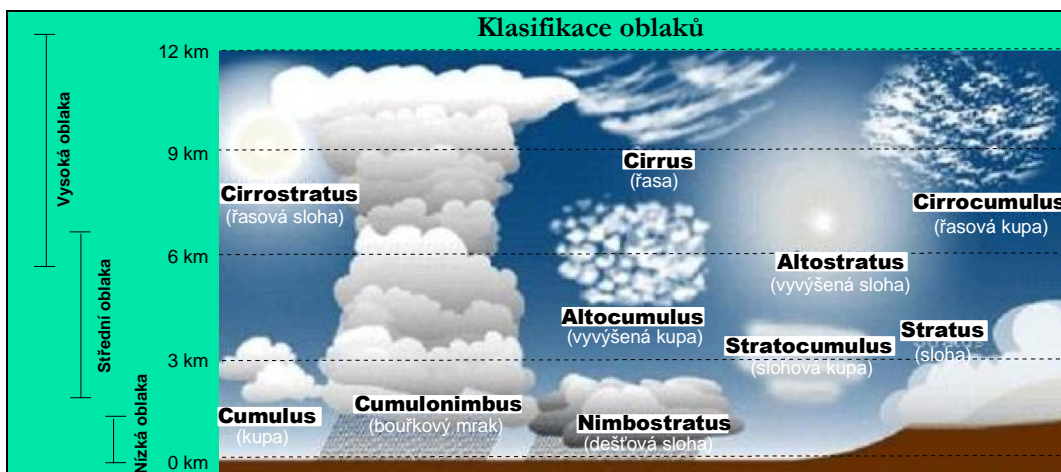 Klasifikace oblaků
12 km
9 km
6 km
3 km
0 km
Vysoká oblaka
Střední oblaka
Nízká oblaka
Cirrostratus
(řasová sloha)
Cirrus
(řasa)
Cirrocumulus
(řasová kupa)
Altostratus
(vyvýšená sloha)
Altocumulus
(vyvýšená kupa)
Stratocumulus
(slohová kupa)
Stratus
(sloha)
Cumulus
(kupa)
Cumulonimbus
(bouřkový mrak)
Nimbostratus
(dešťová sloha)